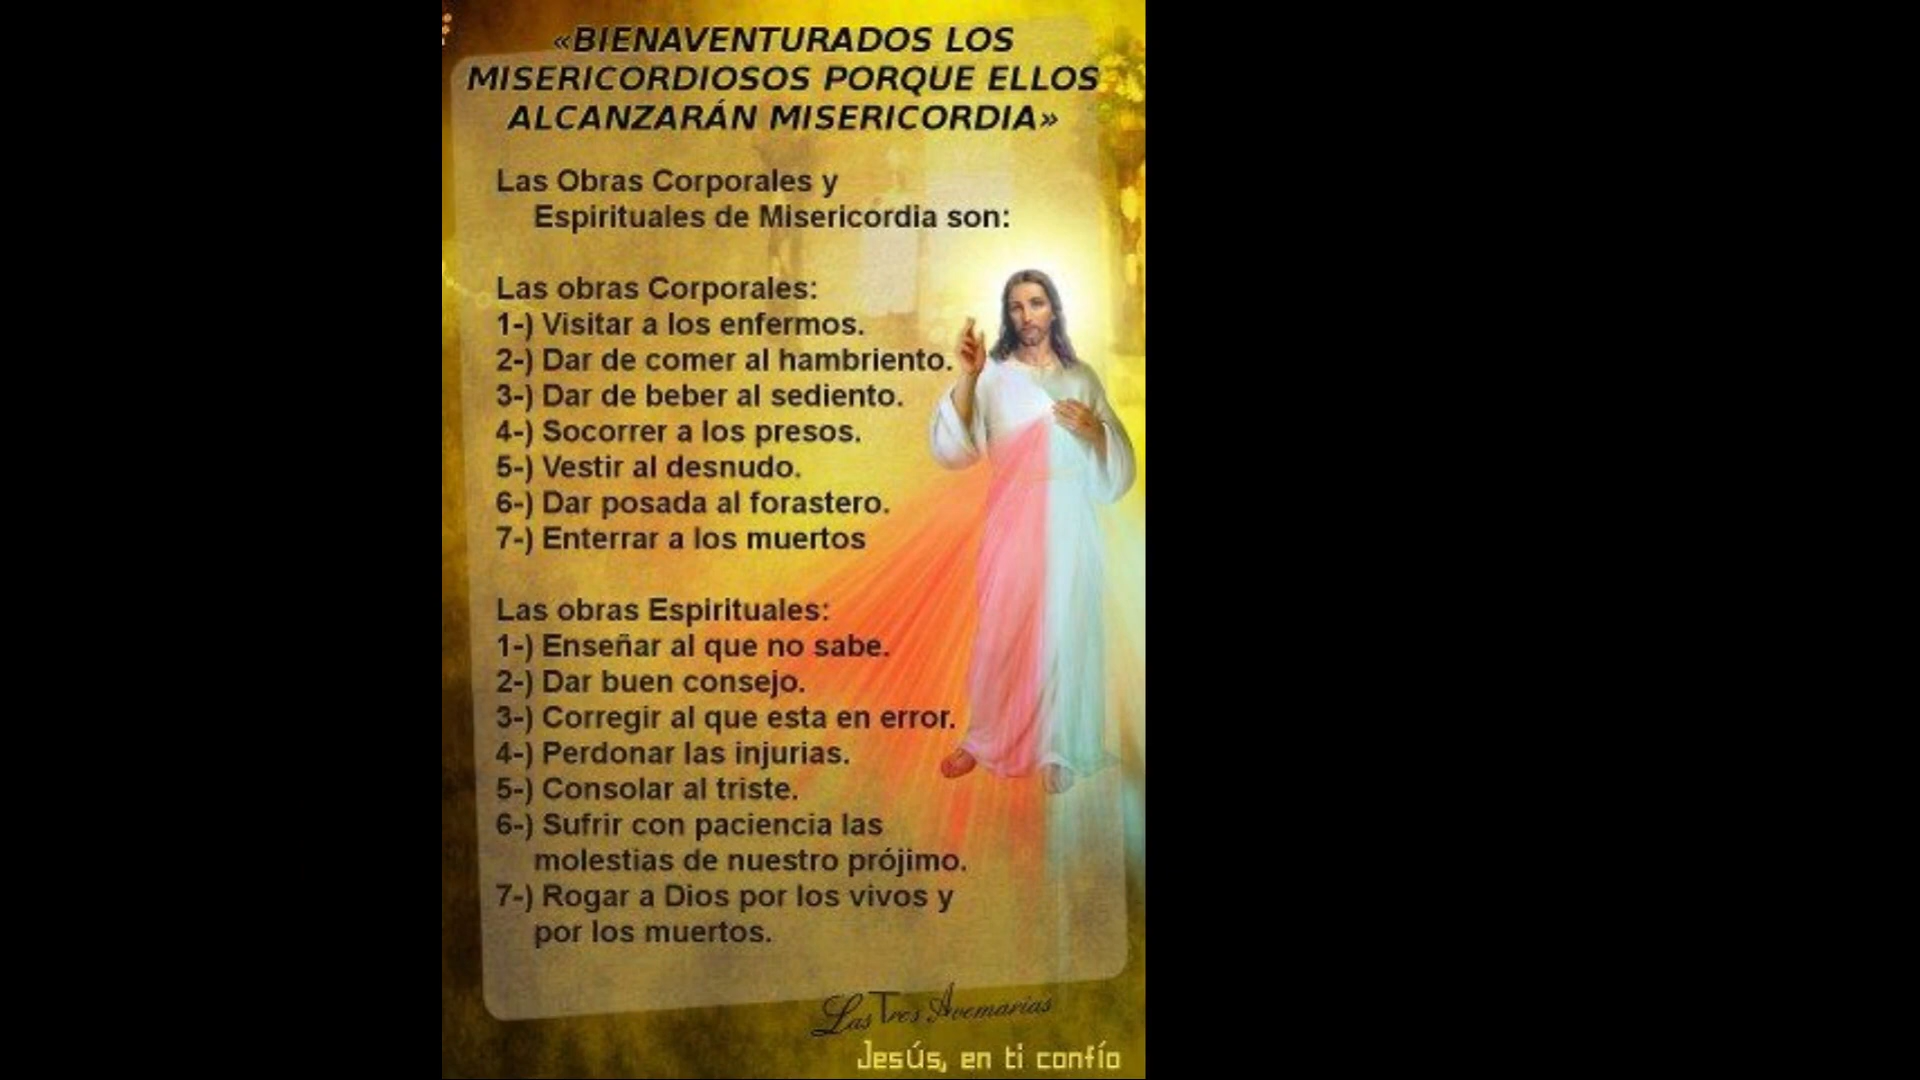 «BIENAVENTURADOS LOS
MISERICORDIOSOS PORQUE ELLOS
ALCANZARÁN MISERICORDIA»
Las Obras Corporales y
Espirituales de Misericordia son:
Las obras Corporales:
1-) Visitar a los enfermos.
2-) Dar de comer al hambriento.
3-) Dar de beber al sediento.
4-) Socorrer a los presos.
5-) Vestir al desnudo.
6-) Dar posada al forastero.
7-) Enterrar a los muertos
Las obras Espirituales:
1-) Enseñar al que no sabe.
2-) Dar buen consejo.
3-) Corregir al que esta en error.
4-) Perdonar las injurias.
5-) Consolar al triste.
6-) Sufrir con paciencia las
molestias de nuestro prójimo.
7-) Rogar a Dios por los vivos y
por los muertos.
Las Tres Avemarías
Jesús, en ti confío